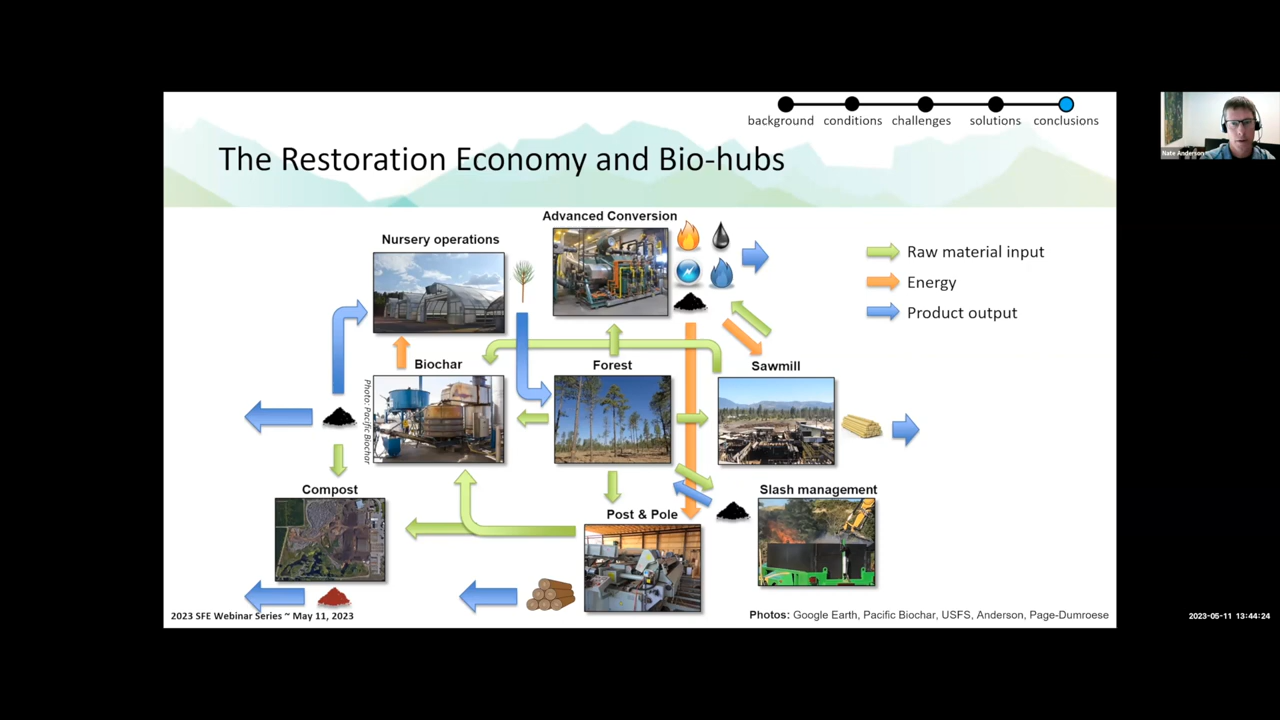 background conditions challenges solutions conclusions
The Restoration Economy and Bio-hubs
Nate Anderson
Advanced Conversion
Nursery operations
Raw material input
Energy
Product output
Biochar
Forest
Sawmill
Photo: Pacific Biochar
Compost
Slash management
Post & Pole
2023 SFE Webinar Series ~ May 11, 2023
Photos: Google Earth, Pacific Biochar, USFS, Anderson, Page-Dumroese
2023-05-11 13:44:24